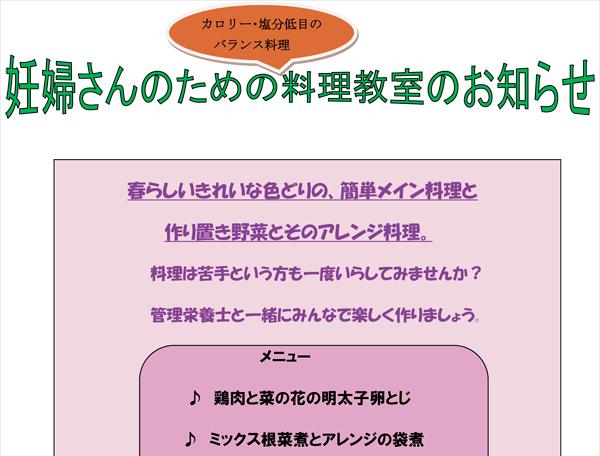 カロリー・塩分低目の
バランス料理
妊婦さんのための料理教室のお知らせ
春らしいきれいな色どりの、簡単メイン料理と
作り置き野菜とそのアレンジ料理。
料理は苦手という方も一度いらしてみませんか？
管理栄養士と一緒にみんなで楽しく作りましょう。
メニュー
♪ 鶏肉と菜の花の明太子卵とじ
♪ ミックス根菜煮とアレンジの袋煮